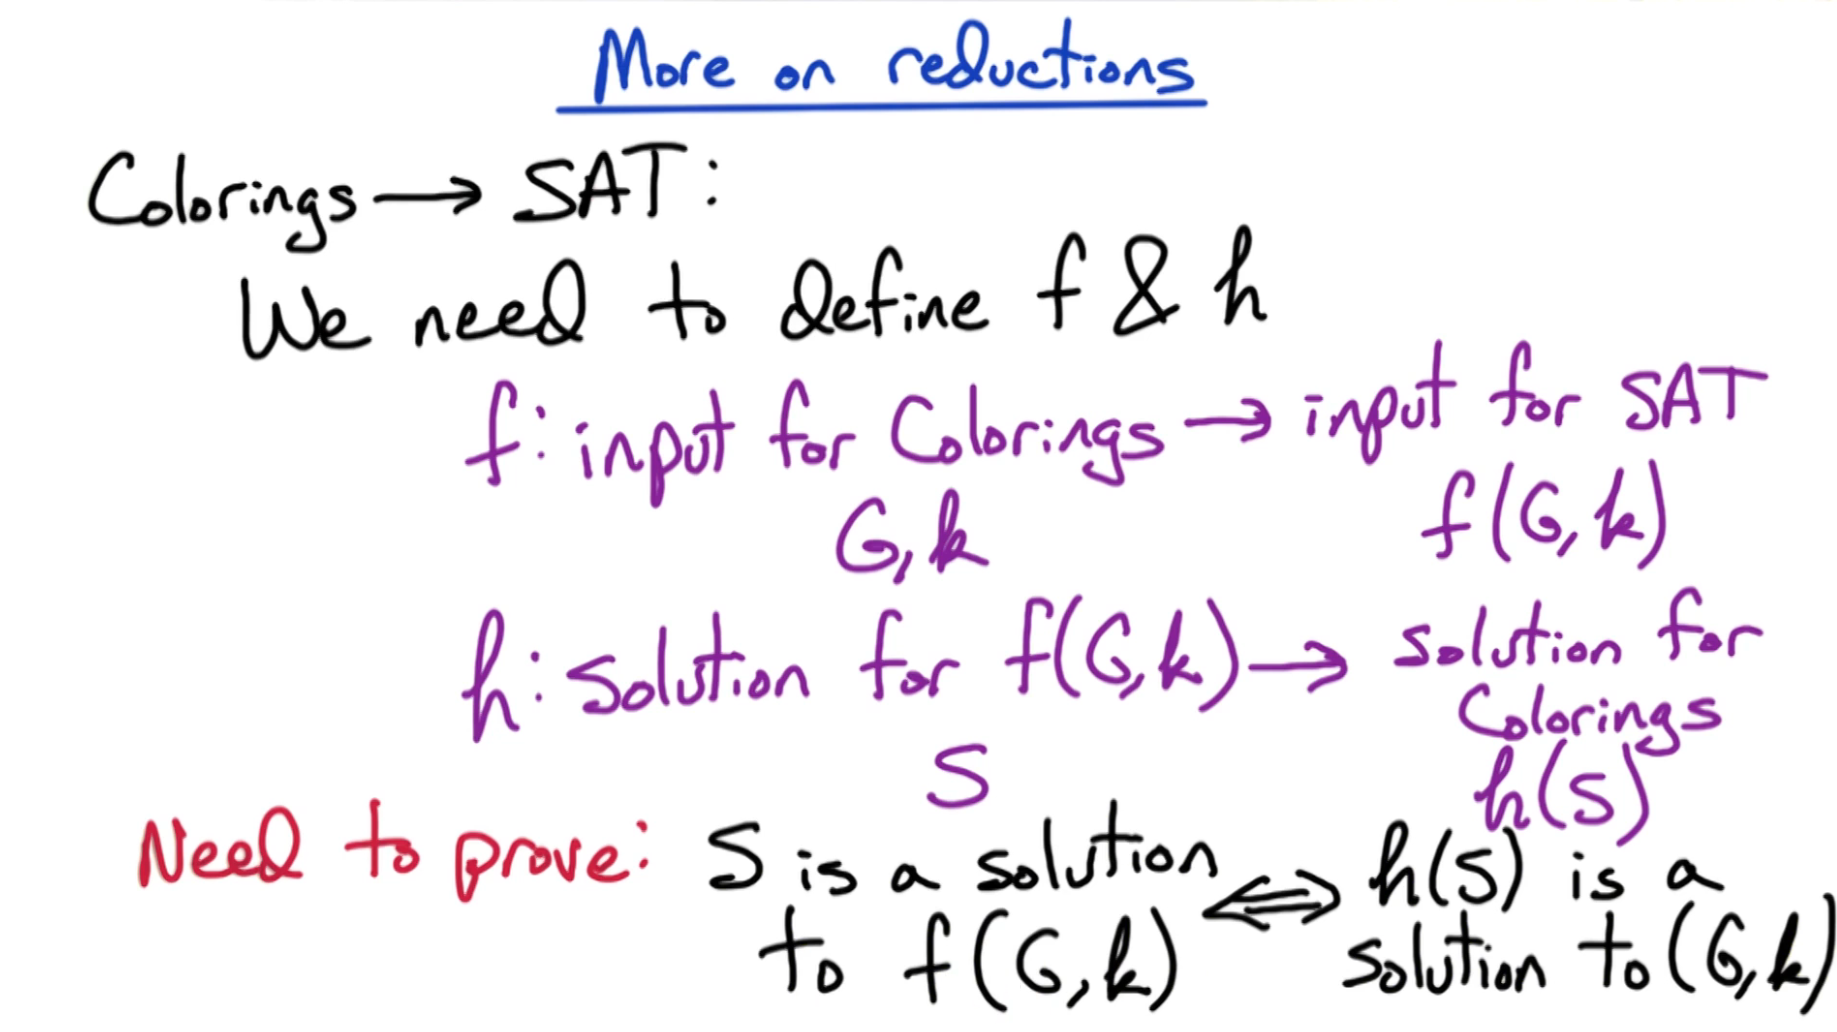 More on reductions
Colorings → SAT:
We need to define f & h
f: input for Colorings → input for SAT
G, k f(G, k)
h: solution for f(G, k) → solution for
Colorings
S h(S)
Need to prove: S is a solution ⟺ h(S) is a
to f(G, k) solution to (G, k)